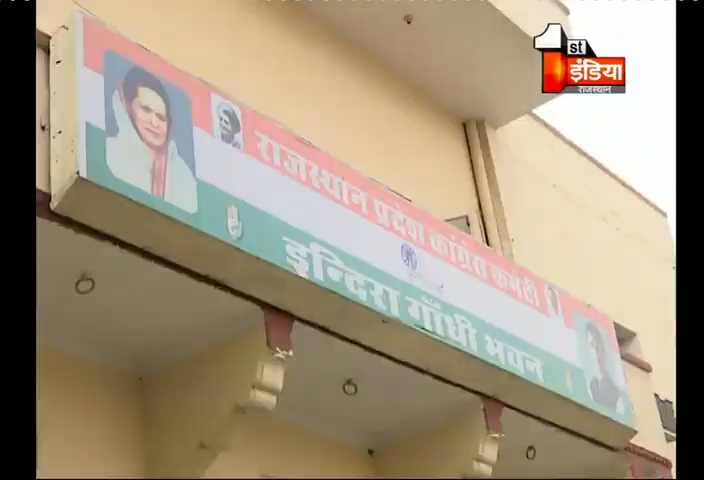 1st
इंडिया
राजस्थान
राजस्थान प्रदेश कांग्रेस कमेटी
इन्दिरा गाँधी भवन